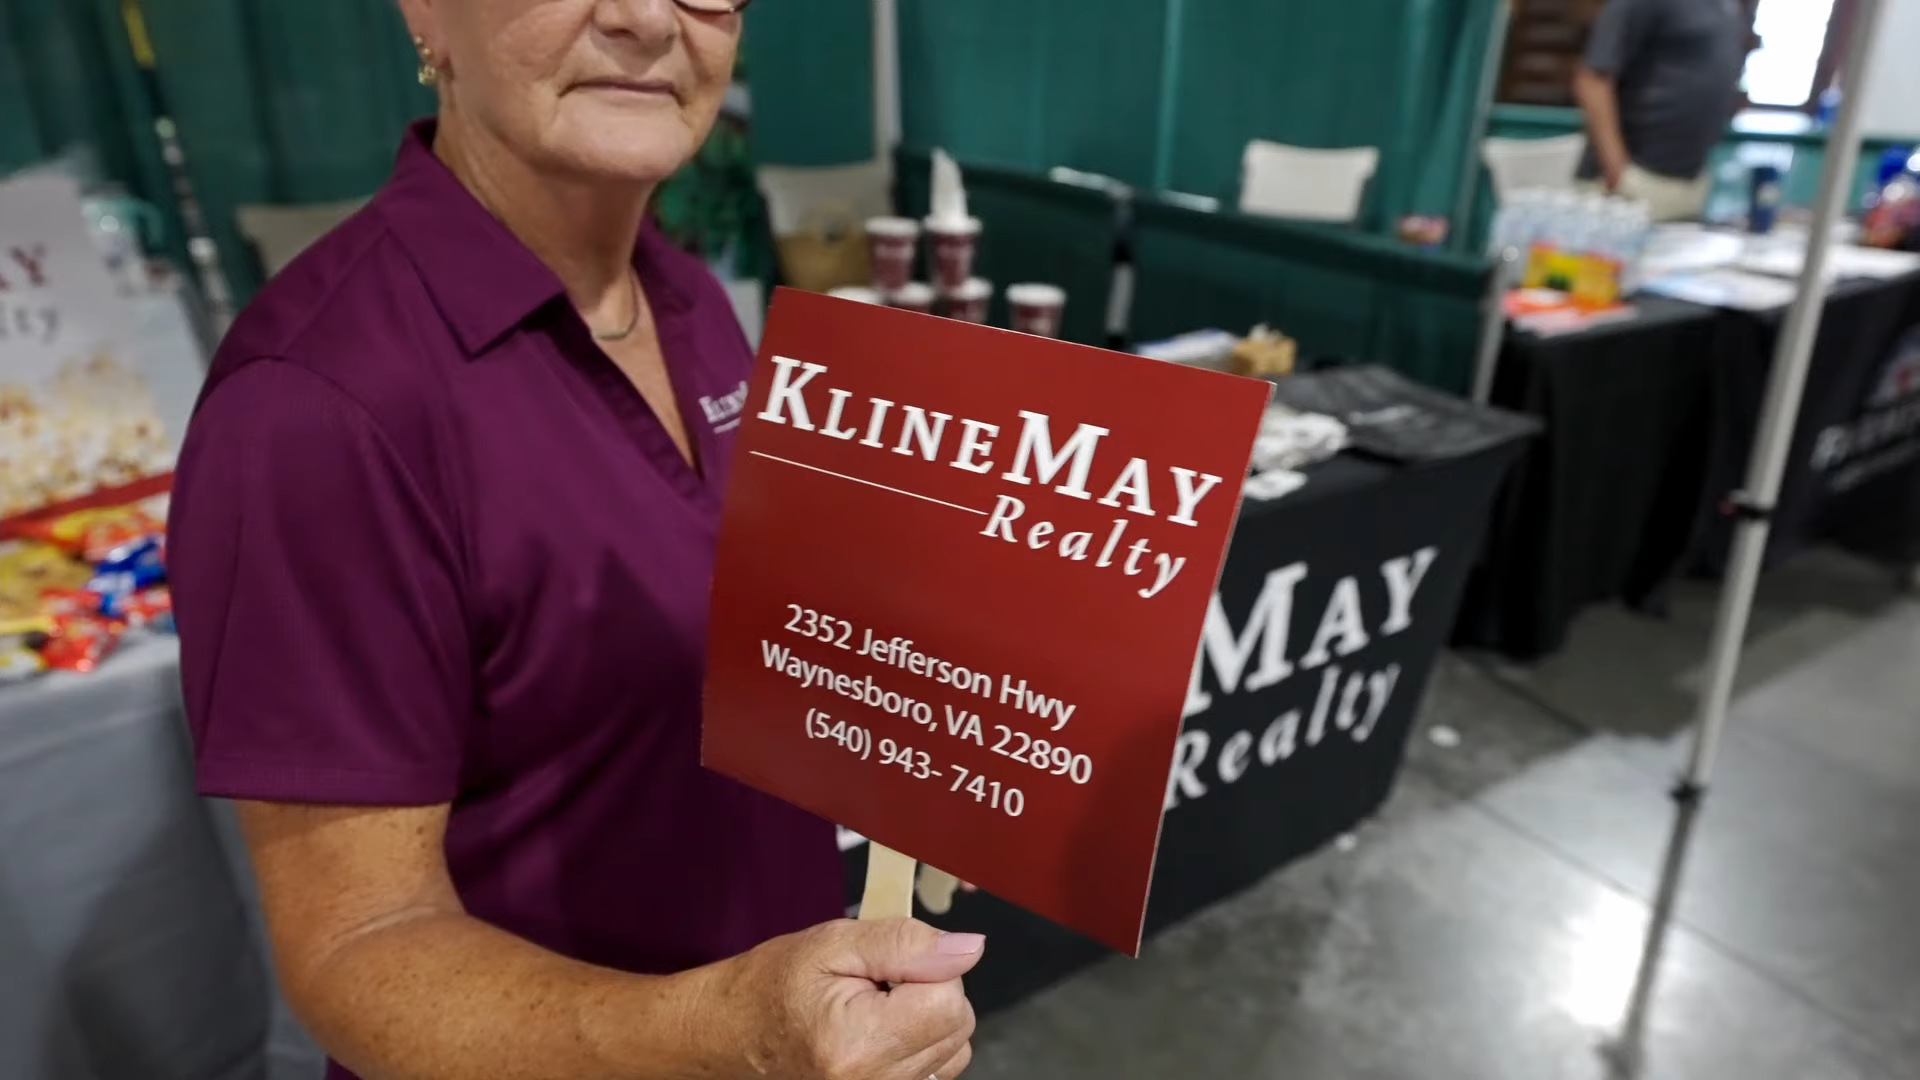 KLINEMAY
Realty
2352 Jefferson Hwy
Waynesboro, VA 22890
(540) 943- 7410
MAY
Realty